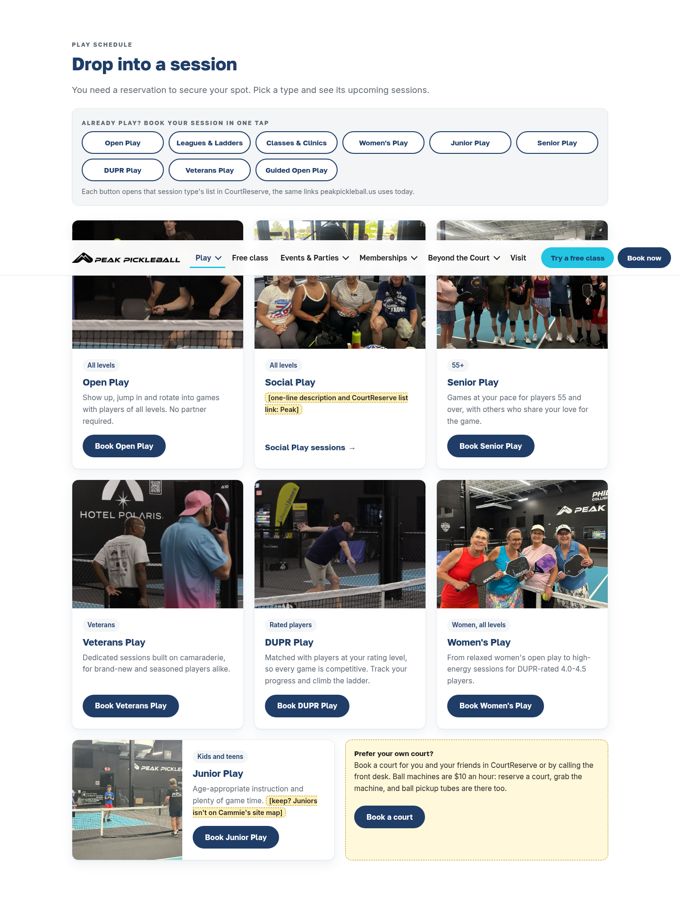 PLAY SCHEDULE
Drop into a session
You need a reservation to secure your spot. Pick a type and see its upcoming sessions.
ALREADY PLAY? BOOK YOUR SESSION IN ONE TAP
Open Play
Leagues & Ladders
Classes & Clinics
Women's Play
Junior Play
Senior Play
DUPR Play
Veterans Play
Guided Open Play
Each button opens that session type's list in CourtReserve, the same links peakpickleball.us uses today.
PEAK PICKLEBALL
Play
Free class
Events & Parties
Memberships
Beyond the Court
Visit
Try a free class
Book now
All levels
Open Play
Show up, jump in and rotate into games
with players of all levels. No partner
required.
Book Open Play
All levels
Social Play
[one-line description and CourtReserve list
link: Peak]
Social Play sessions →
55+
Senior Play
Games at your pace for players 55 and
over, with others who share your love for
the game.
Book Senior Play
HOTEL POLARIS
Veterans
Veterans Play
Dedicated sessions built on camaraderie,
for brand-new and seasoned players alike.
Book Veterans Play
Rated players
DUPR Play
Matched with players at your rating level,
so every game is competitive. Track your
progress and climb the ladder.
Book DUPR Play
PEAK
Women, all levels
Women's Play
From relaxed women's open play to high-
energy sessions for DUPR-rated 4.0-4.5
players.
Book Women's Play
PEAK PICKLE
Kids and teens
Junior Play
Age-appropriate instruction and
plenty of game time. [keep? Juniors
isn't on Cammie's site map]
Book Junior Play
Prefer your own court?
Book a court for you and your friends in CourtReserve or by calling the
front desk. Ball machines are $10 an hour: reserve a court, grab the
machine, and ball pickup tubes are there too.
Book a court